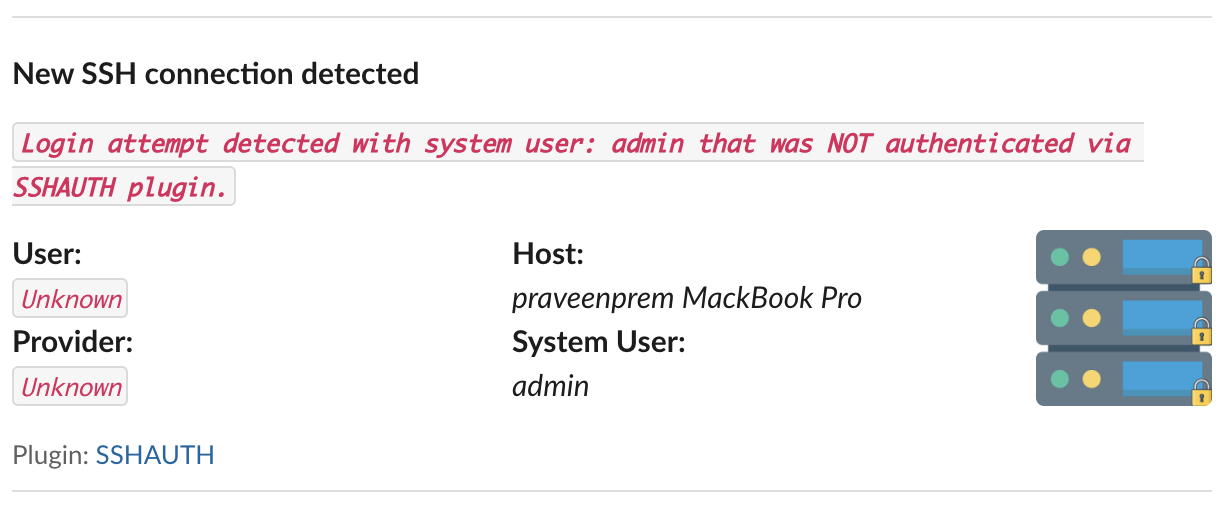 New SSH connection detected
Login attempt detected with system user: admin that was NOT authenticated via
SSHAUTH plugin.
User:
Unknown
Host:
praveenprem MackBook Pro
Provider:
Unknown
System User:
admin
Plugin: SSHAUTH